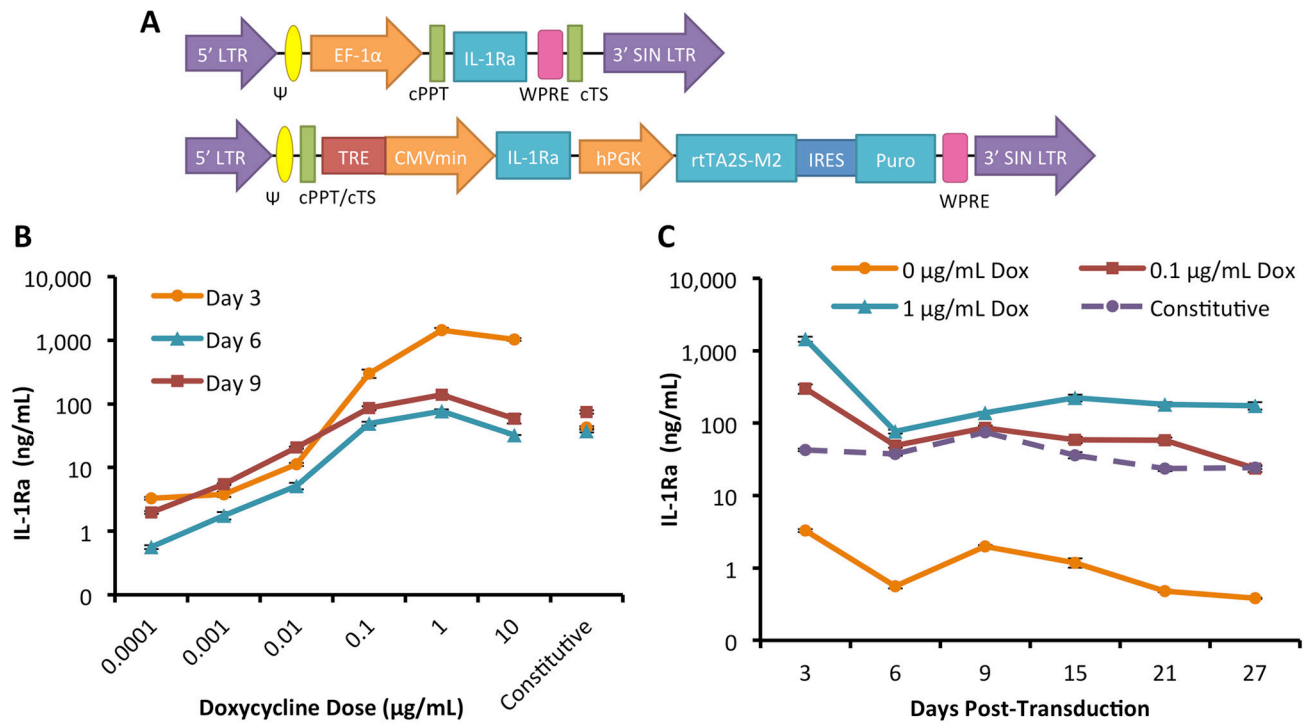 A
5' LTR
Ψ
EF-1α
cPPT
IL-1Ra
WPRE
cTS
3' SIN LTR
5' LTR
Ψ
cPPT/cTS
TRE
CMVmin
IL-1Ra
hPGK
rtTA2S-M2
IRES
Puro
WPRE
3' SIN LTR
B
IL-1Ra (ng/mL)
10,000
1,000
100
10
1
0
Day 3
Day 6
Day 9
0.0001
0.001
0.01
0.1
1
10
Constitutive
Doxycycline Dose (μg/mL)
C
0 μg/mL Dox
0.1 μg/mL Dox
1 μg/mL Dox
Constitutive
IL-1Ra (ng/mL)
10,000
1,000
100
10
1
0
3
6
9
15
21
27
Days Post-Transduction